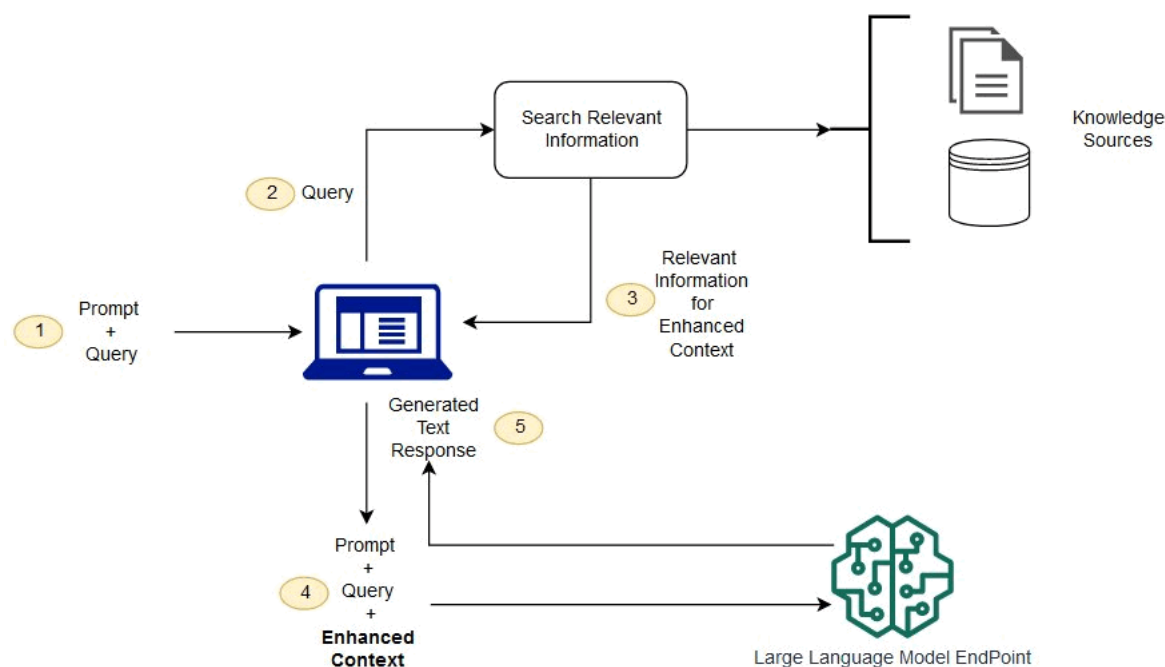 Search Relevant
Information
Knowledge
Sources
2
Query
Relevant
Information
for
Enhanced
Context
3
1
Prompt
+
Query
Generated
Text
Response
5
Prompt
+
Query
+
Enhanced
Context
4
Large Language Model EndPoint